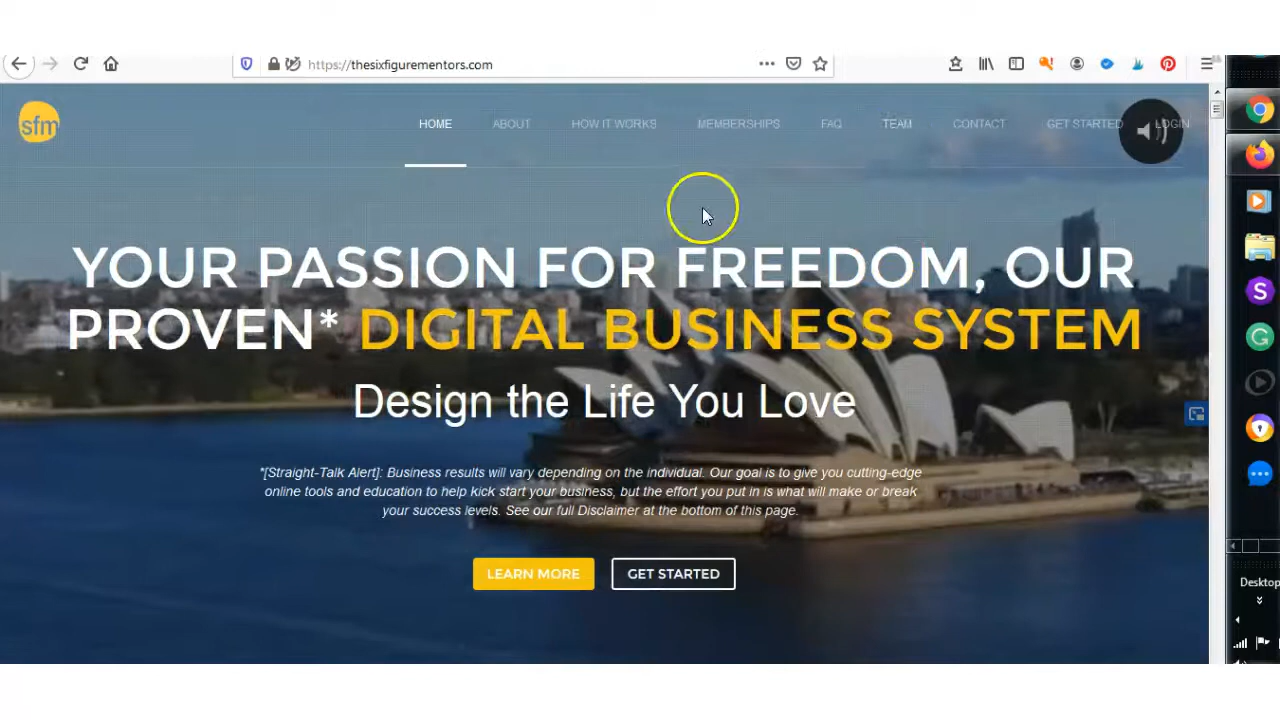 https://thesixfigurementors.com
sfm
HOME ABOUT HOW IT WORKS MEMBERSHIPS FAQ TEAM CONTACT GET STARTED LOGIN
YOUR PASSION FOR FREEDOM, OUR
PROVEN* DIGITAL BUSINESS SYSTEM
Design the Life You Love
*[Straight-Talk Alert]: Business results will vary depending on the individual. Our goal is to give you cutting-edge
online tools and education to help kick start your business, but the effort you put in is what will make or break
your success levels. See our full Disclaimer at the bottom of this page.
LEARN MORE GET STARTED
Desktop